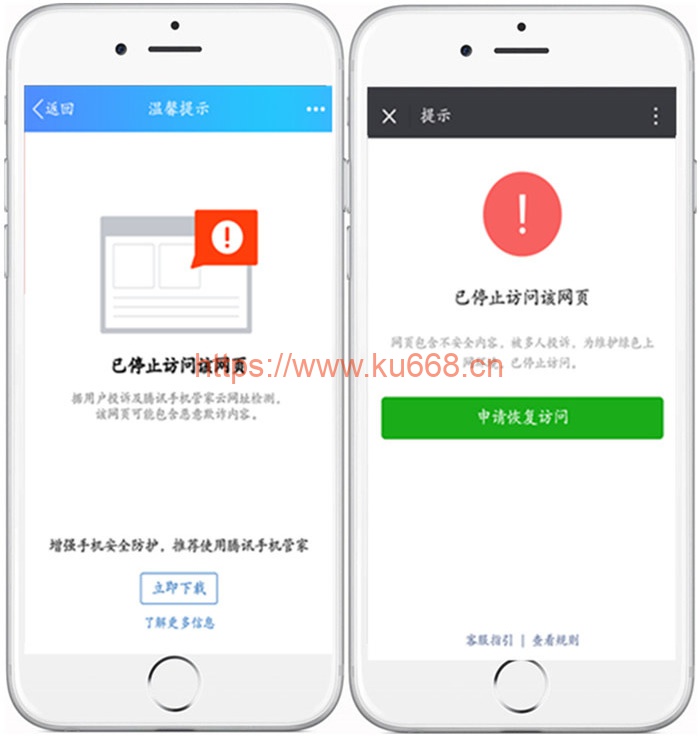 返回
温馨提示
已停止访问该网页
据用户投诉及腾讯手机管家云网址检测,
该网页可能包含恶意欺诈内容。
增强手机安全防护,推荐使用腾讯手机管家
立即下载
了解更多信息
提示
已停止访问该网页
网页包含不安全内容,被多人投诉,为维护绿色上
网环境,已停止访问。
申请恢复访问
客服指引 | 查看规则
https://www.ku668.cn